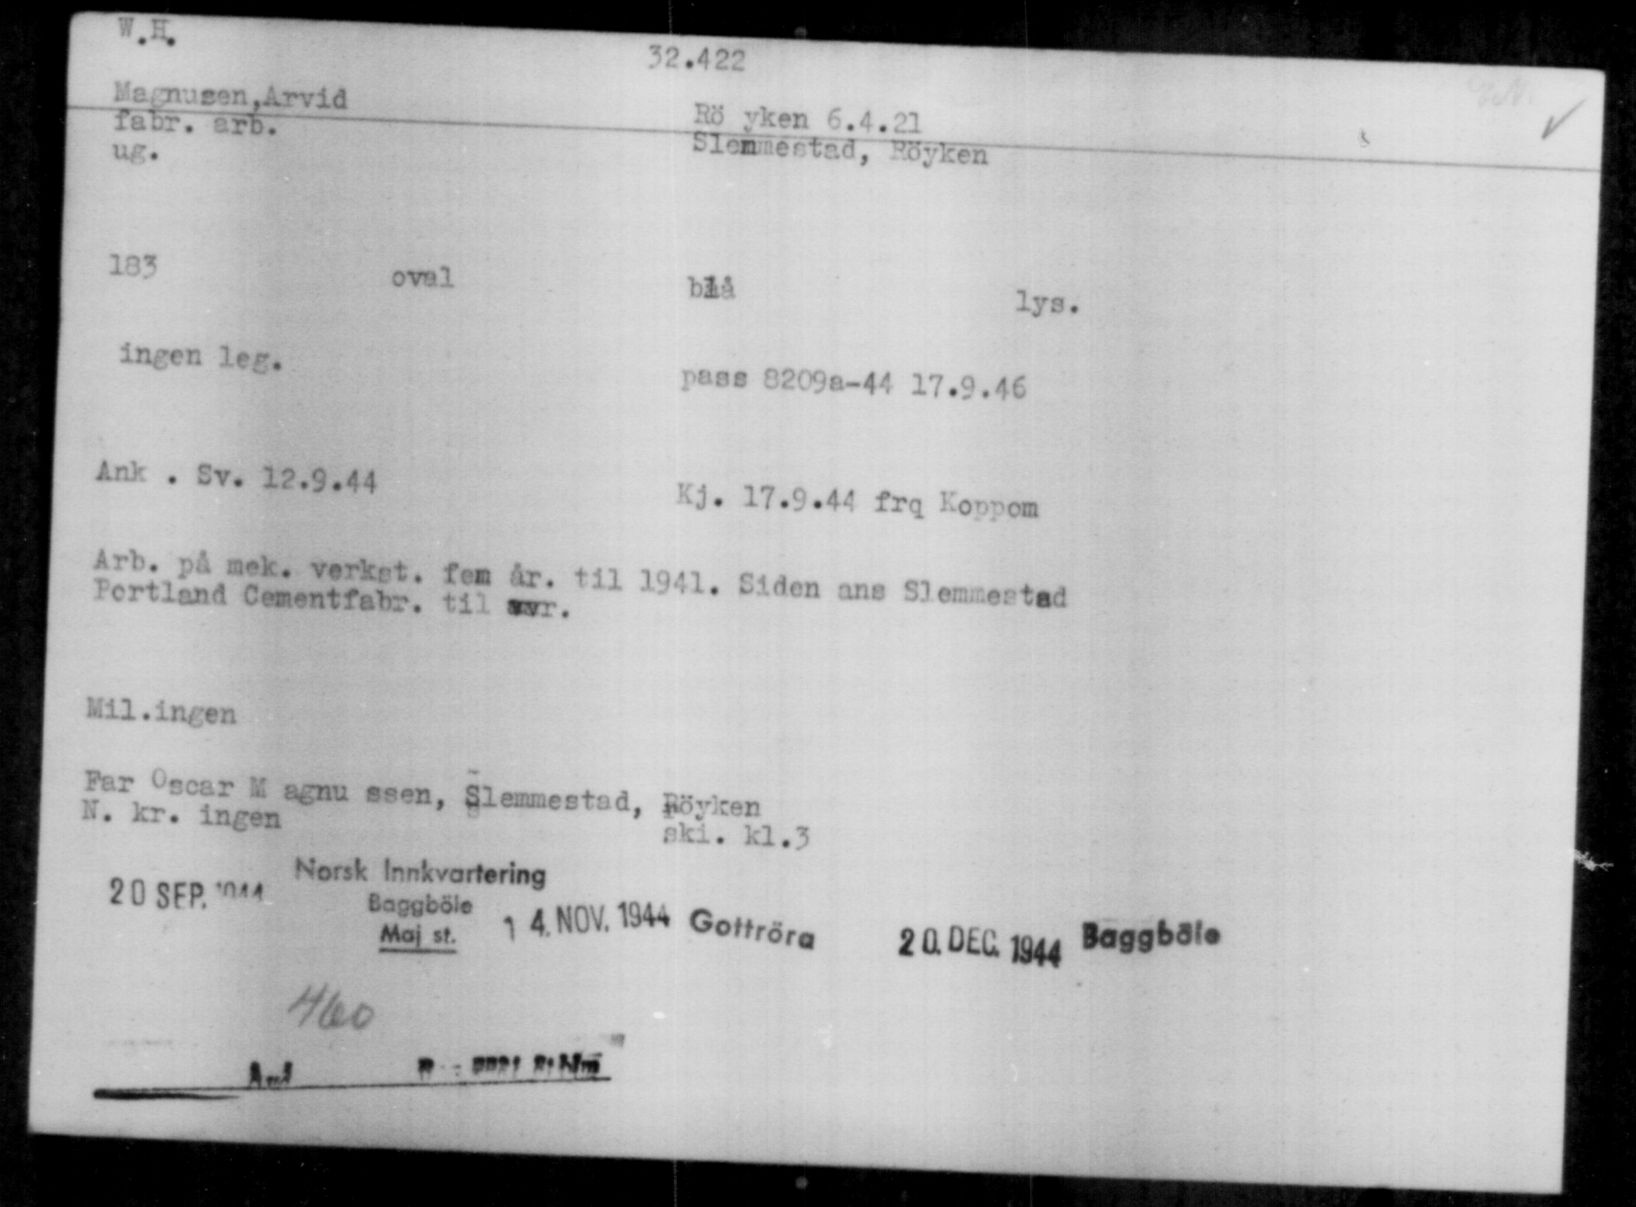 W.H.
32.422
Magnusen,Arvid Rö yken 6.4.21
fabr. arb. Slemmestad, Röyken
ug.
183 oval blå lys.
ingen leg. pass 8209a-44 17.9.46
Ank . Sv. 12.9.44 Kj. 17.9.44 frq Koppom
Arb. på mek. verkst. fem år. til 1941. Siden ans Slemmestad
Portland Cementfabr. til avr.
Mil.ingen
Far Oscar M agnu ssen, Slemmestad, Röyken
N. kr. ingen ski. kl.3
20 SEP. 1944 Norsk Innkvartering
Baggböle
Maj st.
14. NOV. 1944 Gottröra 20. DEC. 1944 Baggböle
460